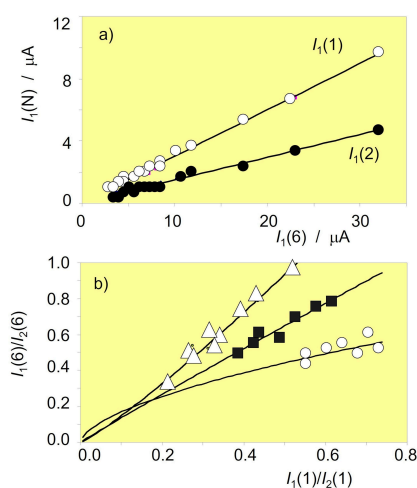 12
a)
I₁(1)
8
I₁(N) / μA
4
I₁(2)
0
0 10 20 30
I₁(6) / μA
1.0
b)
0.8
0.6
I₁(6)/I₂(6)
0.4
0.2
0.0
0.0 0.2 0.4 0.6 0.8
I₁(1)/I₂(1)